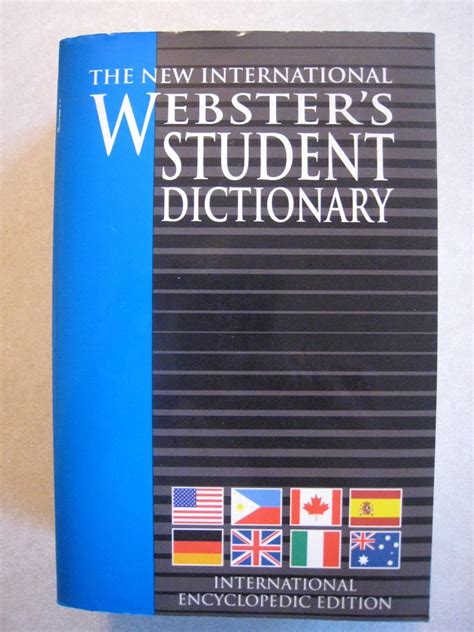 THE NEW INTERNATIONAL
WEBSTER'S
STUDENT
DICTIONARY
INTERNATIONAL
ENCYCLOPEDIC EDITION